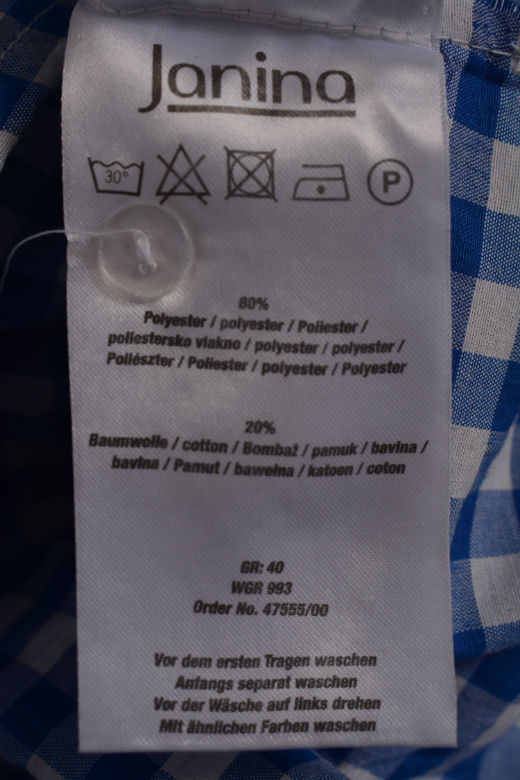 Janina
30°
P
80%
Polyester / polyester / Poliester /
poliestersko vlakno / polyester / polyester /
Poliészter / Poliester / polyester / Polyester
20%
Baumwolle / cotton / Bombaž / pamuk / bavlna /
bavlna / Pamut / bawełna / katoen / coton
GR: 40
WGR 993
Order No. 47555/00
Vor dem ersten Tragen waschen
Anfangs separat waschen
Vor der Wäsche auf links drehen
Mit ähnlichen Farben waschen